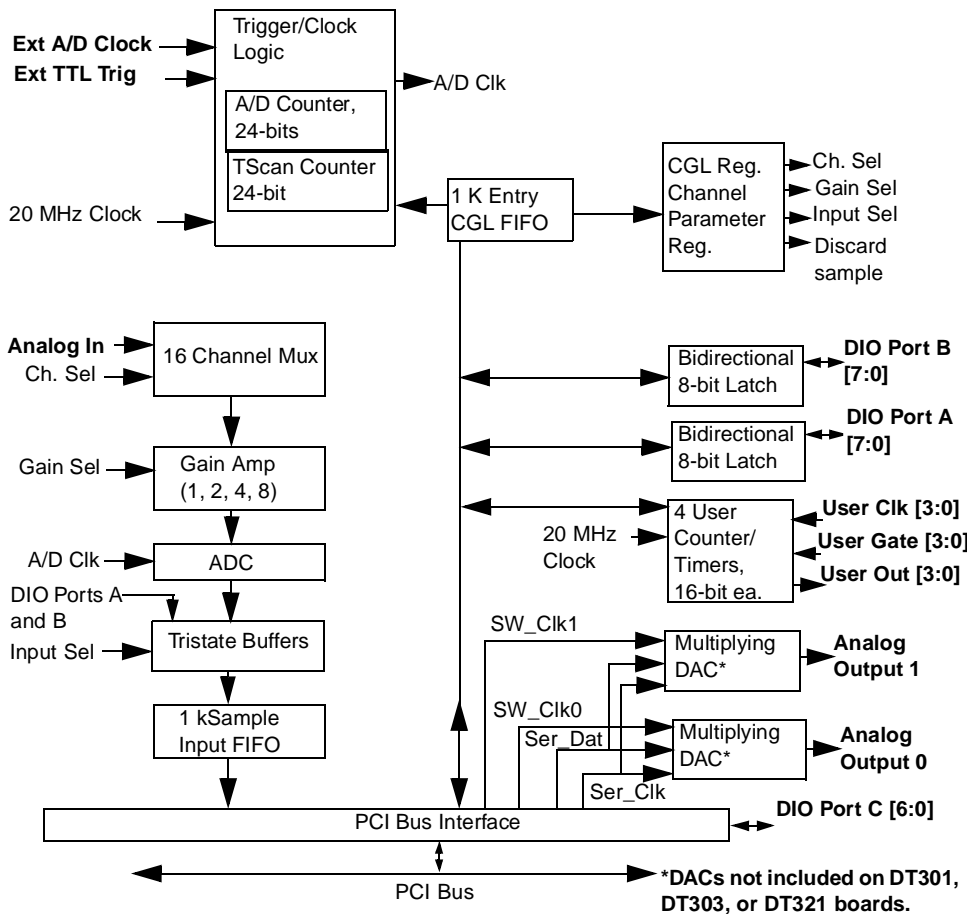 Trigger/Clock
Logic
Ext A/D Clock
Ext TTL Trig
A/D Clk
A/D Counter,
24-bits
TScan Counter
24-bit
20 MHz Clock
1 K Entry
CGL FIFO
CGL Reg.
Channel
Parameter
Reg.
Ch. Sel
Gain Sel
Input Sel
Discard
sample
Analog In
Ch. Sel
16 Channel Mux
Bidirectional
8-bit Latch
DIO Port B
[7:0]
Bidirectional
8-bit Latch
DIO Port A
[7:0]
Gain Sel
Gain Amp
(1, 2, 4, 8)
20 MHz
Clock
4 User
Counter/
Timers,
16-bit ea.
User Clk [3:0]
User Gate [3:0]
User Out [3:0]
A/D Clk
ADC
DIO Ports A
and B
Input Sel
Tristate Buffers
SW_Clk1
Multiplying
DAC*
Analog
Output 1
1 kSample
Input FIFO
SW_Clk0
Ser_Dat
Multiplying
DAC*
Analog
Output 0
Ser_Clk
PCI Bus Interface
DIO Port C [6:0]
PCI Bus
*DACs not included on DT301,
DT303, or DT321 boards.